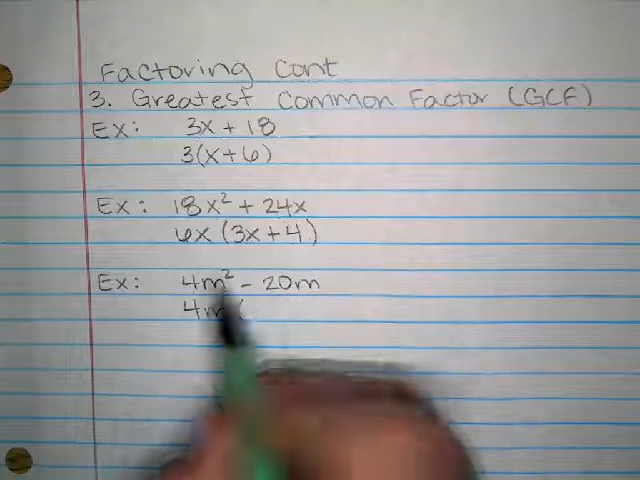 Factoring Cont
3. Greatest Common Factor (GCF)
Ex: 3x + 18
3(x+6)
Ex: 18x² + 24x
6x (3x+4)
Ex: 4m² - 20m
4m (